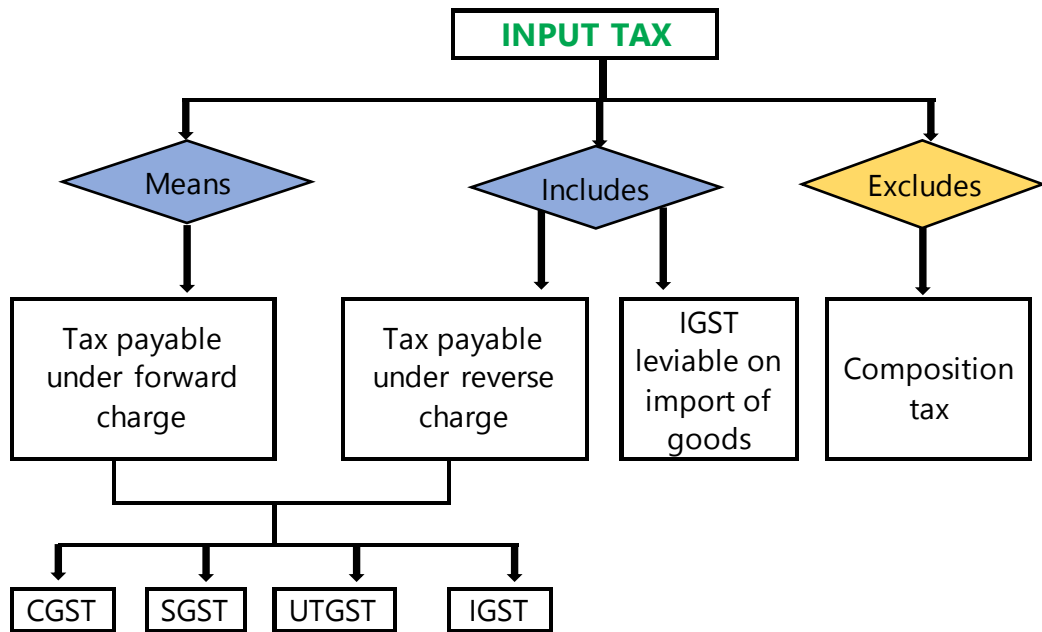 INPUT TAX
Means
Includes
Excludes
Tax payable
under forward
charge
Tax payable
under reverse
charge
IGST
leviable on
import of
goods
Composition
tax
CGST
SGST
UTGST
IGST